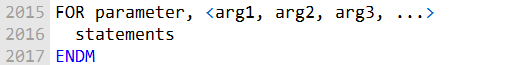 2015 FOR parameter, <arg1, arg2, arg3, ...>
2016   statements
2017 ENDM